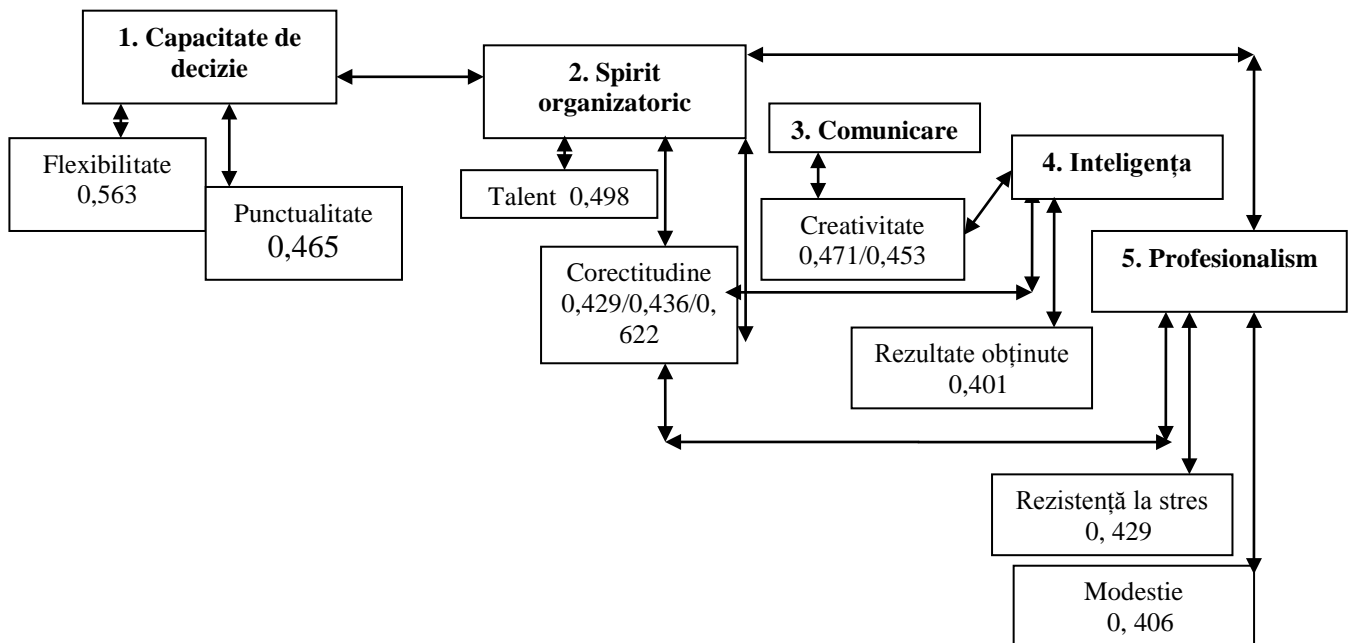 1. Capacitate de
decizie
2. Spirit
organizatoric
3. Comunicare
4. Inteligența
5. Profesionalism
Flexibilitate
0,563
Punctualitate
0,465
Talent 0,498
Creativitate
0,471/0,453
Corectitudine
0,429/0,436/0,
622
Rezultate obținute
0,401
Rezistență la stres
0, 429
Modestie
0, 406